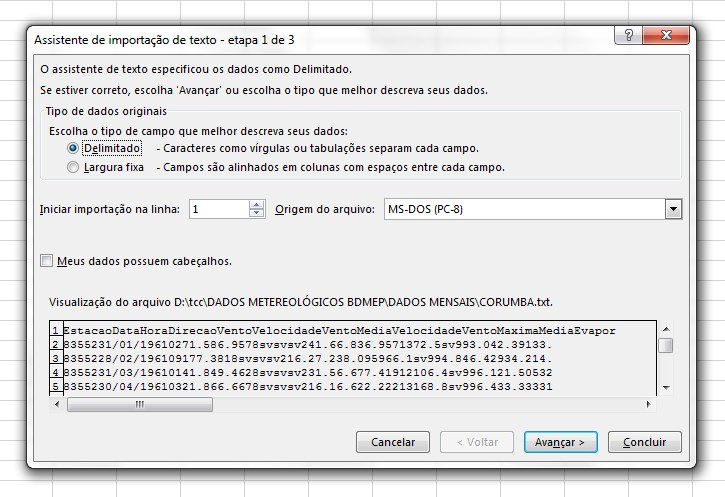 Assistente de importação de texto - etapa 1 de 3
O assistente de texto especificou os dados como Delimitado.
Se estiver correto, escolha 'Avançar' ou escolha o tipo que melhor descreva seus dados.
Tipo de dados originais
Escolha o tipo de campo que melhor descreva seus dados:
Delimitado - Caracteres como vírgulas ou tabulações separam cada campo.
Largura fixa - Campos são alinhados em colunas com espaços entre cada campo.
Iniciar importação na linha: 1 Origem do arquivo: MS-DOS (PC-8)
Meus dados possuem cabeçalhos.
Visualização do arquivo D:\tcc\DADOS METEREOLÓGICOS BDMEP\DADOS MENSAIS\CORUMBA.txt.
1 EstacaoDataHoraDirecaoVentoVelocidadeVentoMediaVelocidadeVentoMaximaMediaEvapor
2 8355231/01/19610271.586.9578svsvsv241.66.836.9571372.5sv993.042.39133.
3 8355228/02/196109177.3818svsvsv216.27.238.095966.1sv994.846.42934.214.
4 8355231/03/19610141.849.4628svsvsv231.56.677.41912106.4sv996.121.50532
5 8355230/04/19610321.866.6678svsvsv216.16.622.22213168.8sv996.433.33331
Cancelar < Voltar Avançar > Concluir